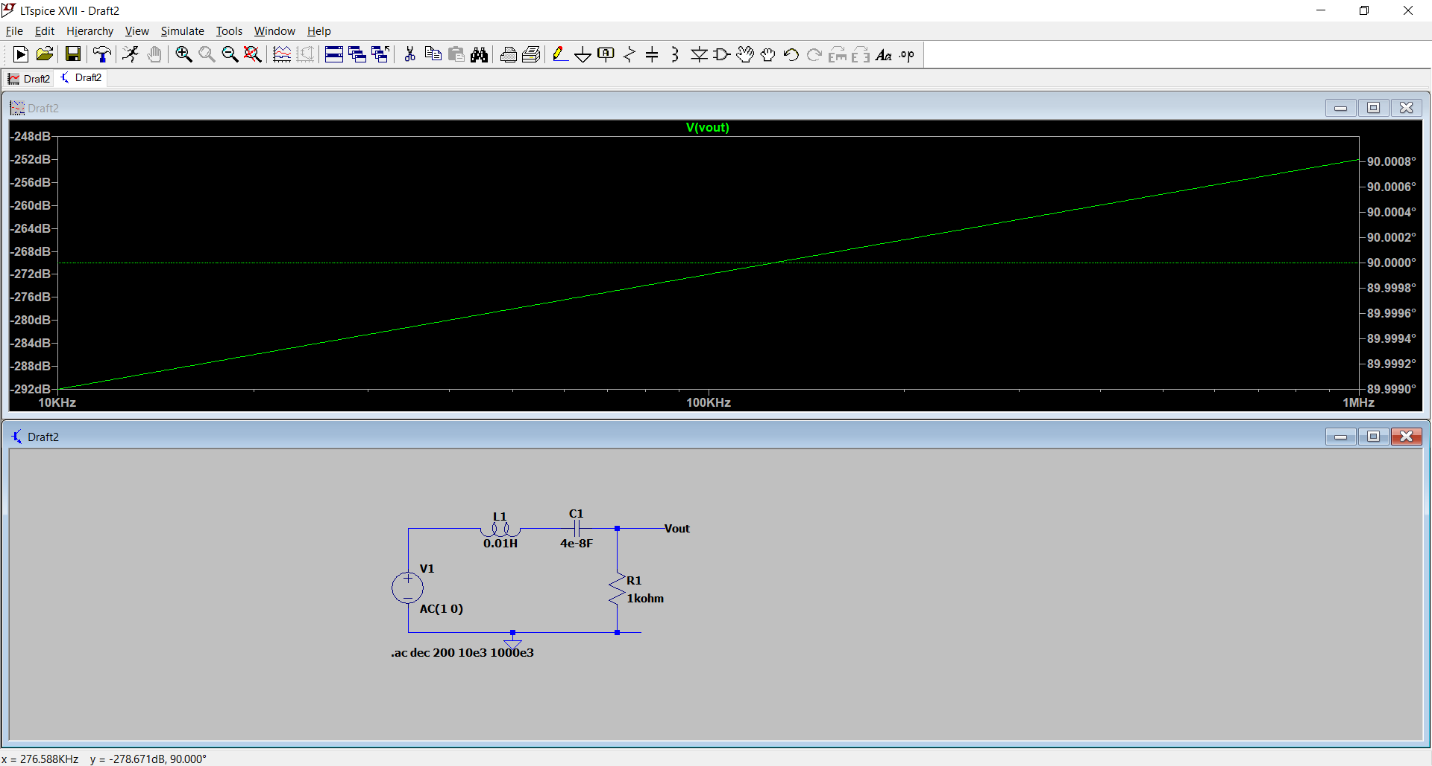 LTspice XVII - Draft2
File Edit Hierarchy View Simulate Tools Window Help
Aa .op
Draft2 Draft2
Draft2
V(vout)
-248dB
-252dB 90.0008°
-256dB 90.0006°
-260dB 90.0004°
-264dB 90.0002°
-268dB 90.0000°
-272dB 89.9998°
-276dB 89.9996°
-280dB 89.9994°
-284dB 89.9992°
-288dB 89.9990°
-292dB
10KHz 100KHz 1MHz
Draft2
L1 C1
Vout
0.01H 4e-8F
V1
R1
1kohm
AC(1 0)
.ac dec 200 10e3 1000e3
x = 276.588KHz y = -278.671dB, 90.000°